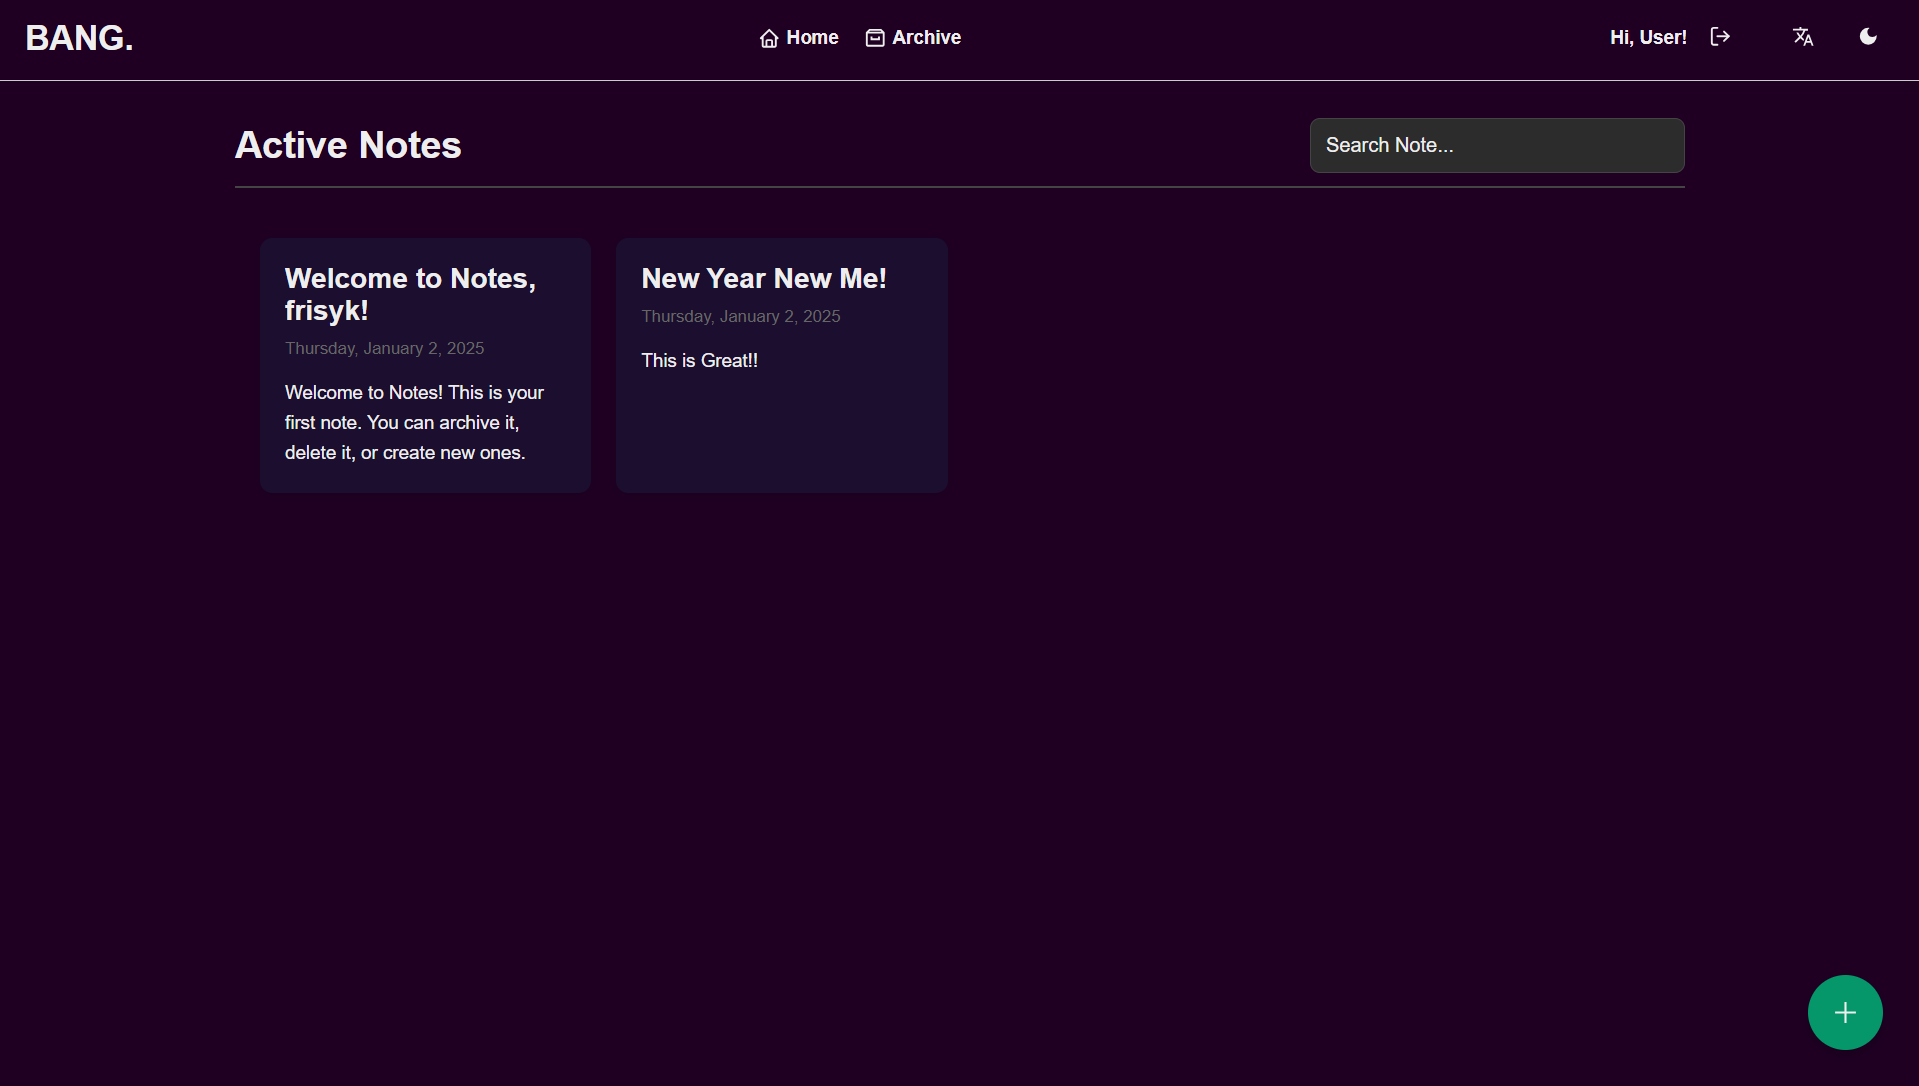 BANG.
Home
Archive
Hi, User!
Active Notes
Search Note...
Welcome to Notes,
frisyk!
Thursday, January 2, 2025
Welcome to Notes! This is your
first note. You can archive it,
delete it, or create new ones.
New Year New Me!
Thursday, January 2, 2025
This is Great!!